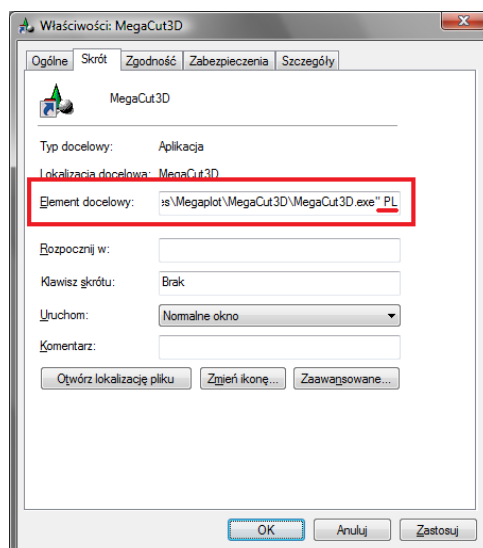 Właściwości: MegaCut3D
Ogólne Skrót Zgodność Zabezpieczenia Szczegóły
MegaCut3D
Typ docelowy: Aplikacja
Lokalizacja docelowa: MegaCut3D
Element docelowy: :s\Megaplot\MegaCut3D\MegaCut3D.exe" PL
Rozpocznij w:
Klawisz skrótu: Brak
Uruchom: Normalne okno
Komentarz:
Otwórz lokalizację pliku Zmień ikonę... Zaawansowane...
OK Anuluj Zastosuj